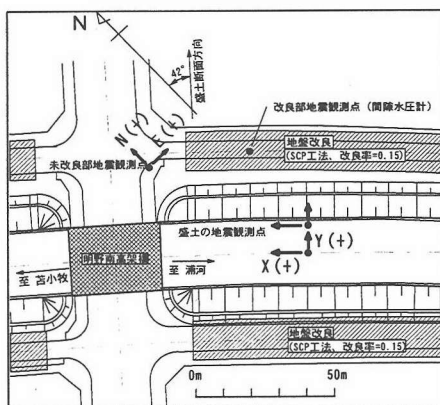 N
42°
盛土断面方向
N(+)
E(+)
改良部地震観測点（間隙水圧計）
地盤改良
(SCP工法、改良率=0.15)
未改良部地震観測点
盛土の地震観測点
Y(+)
X(+)
明野南高架橋
至 苫小牧
至 浦河
地盤改良
(SCP工法、改良率=0.15)
0m
50m